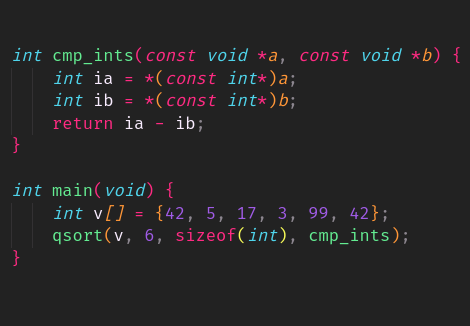 int cmp_ints(const void *a, const void *b) {
    int ia = *(const int*)a;
    int ib = *(const int*)b;
    return ia - ib;
}

int main(void) {
    int v[] = {42, 5, 17, 3, 99, 42};
    qsort(v, 6, sizeof(int), cmp_ints);
}